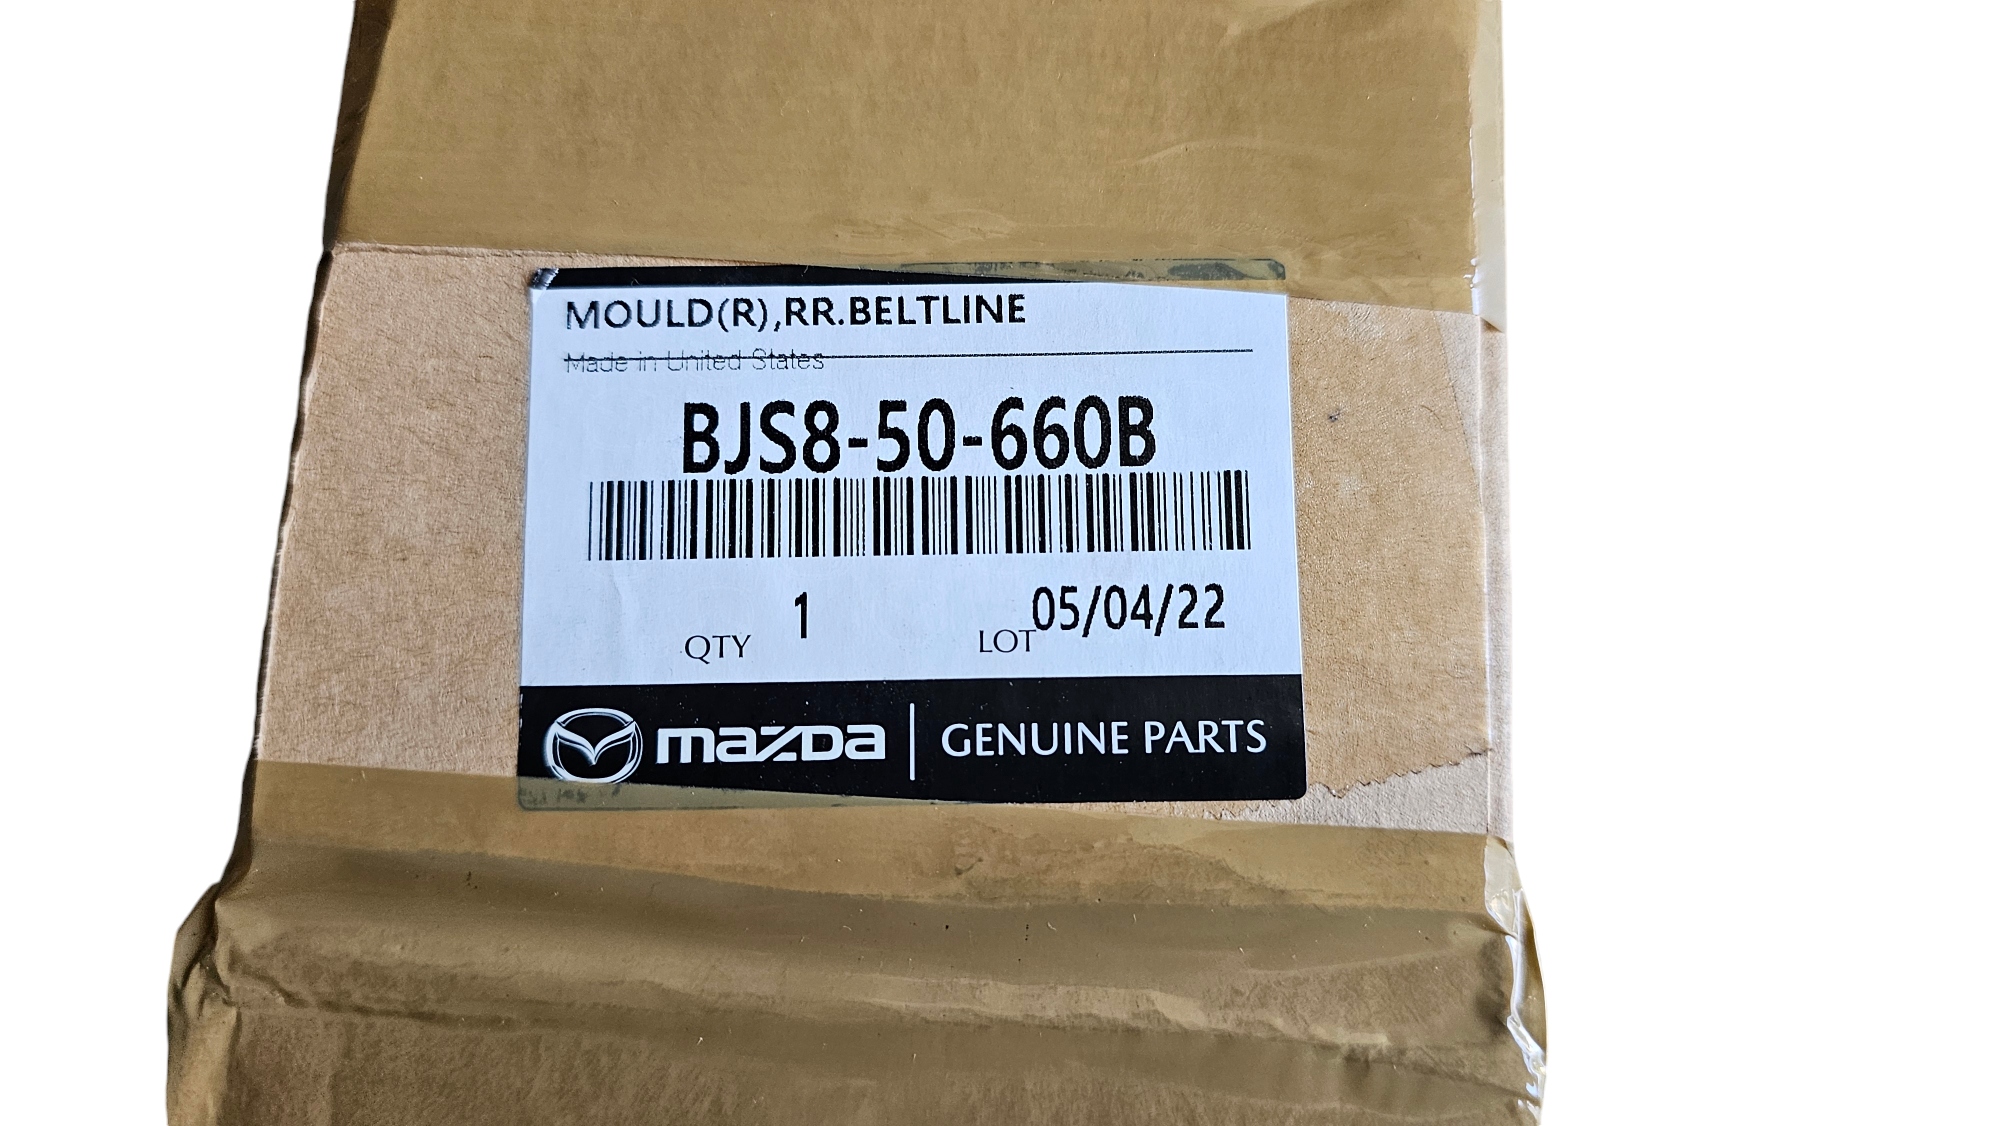 MOULD(R),RR.BELTLINE
Made in United States
BJS8-50-660B
QTY 1 LOT 05/04/22
mazda | GENUINE PARTS